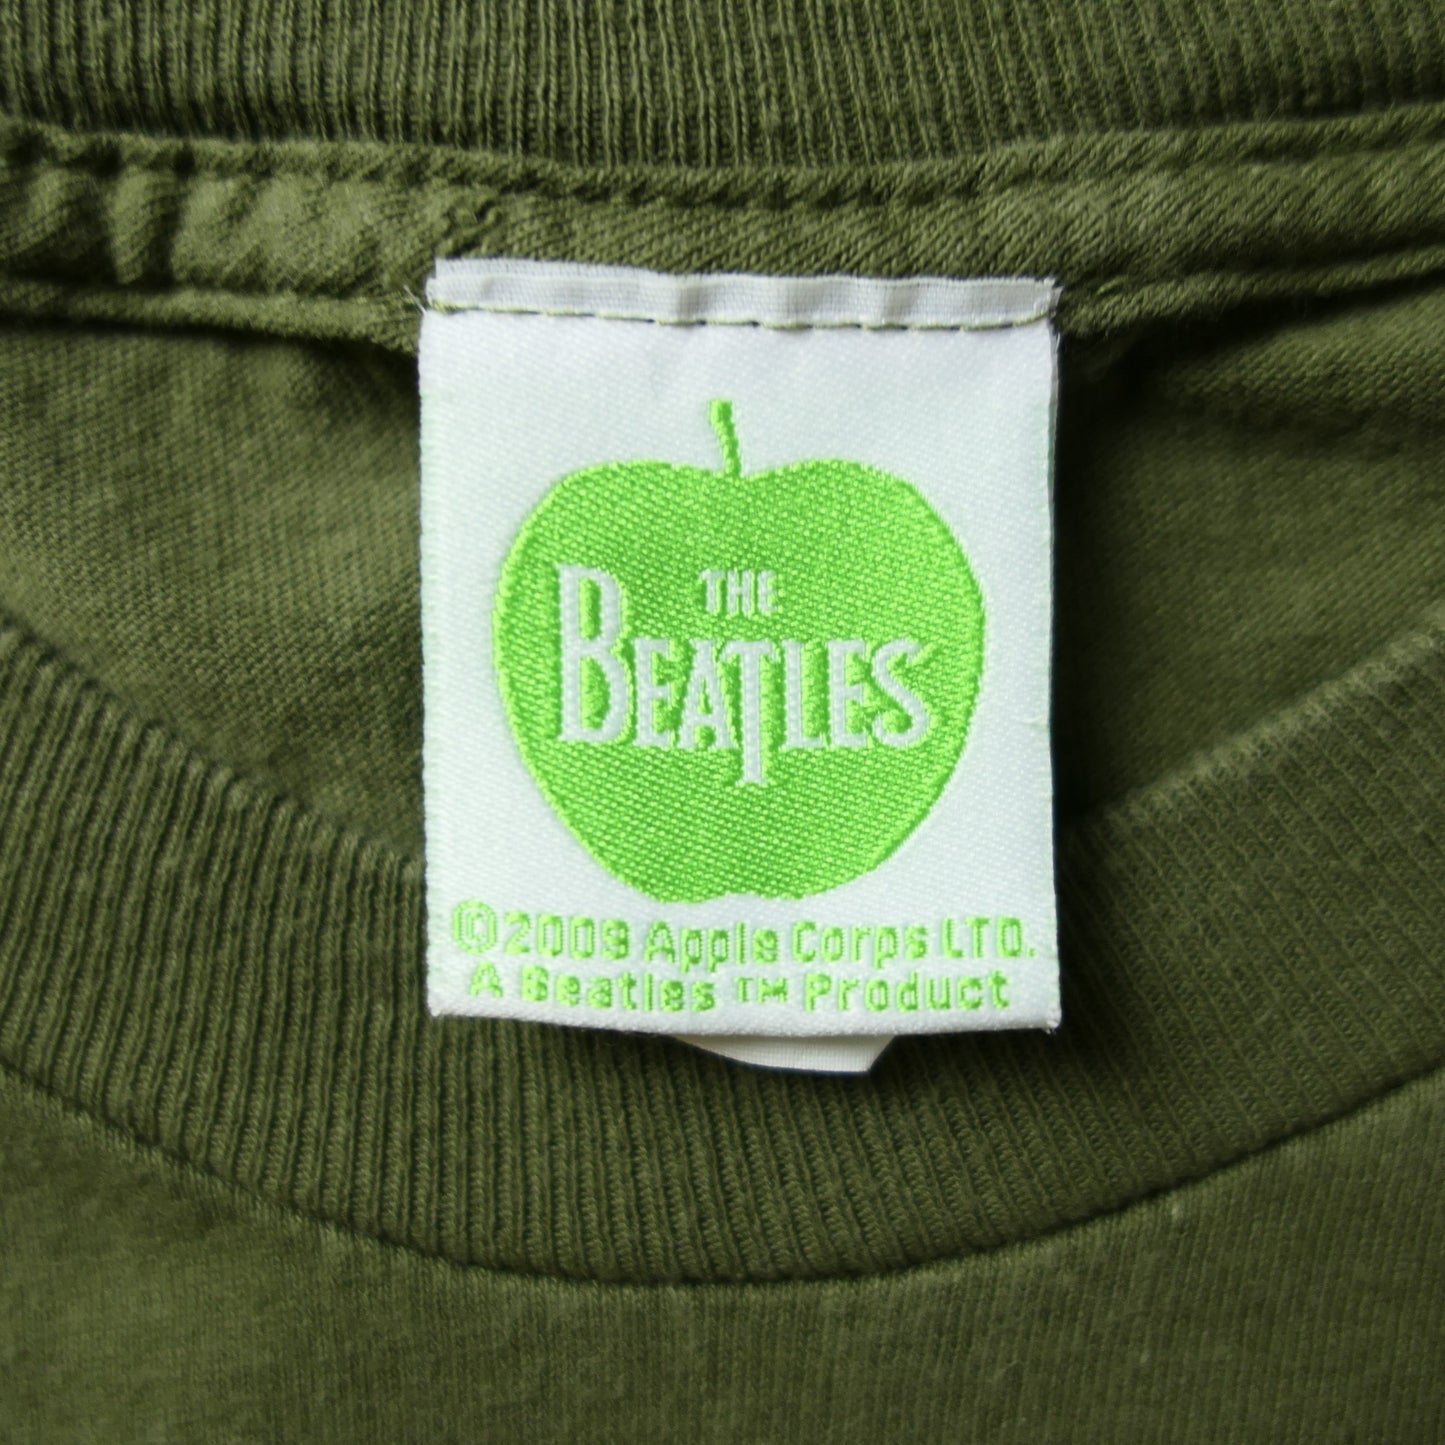 THE
BEATLES
©2009 Apple Corps LTD.
A Beatles TM Product